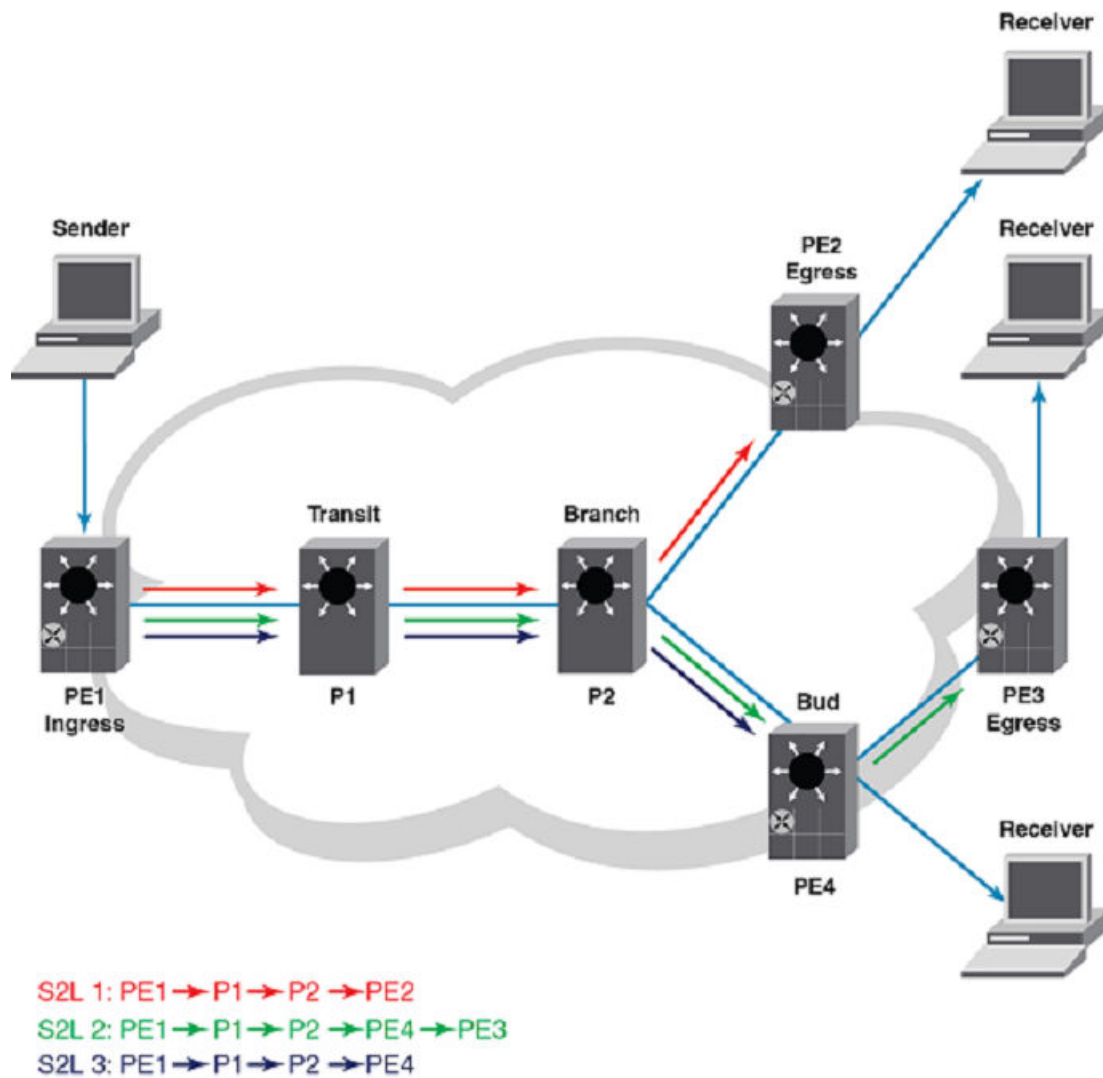 Receiver
Sender
Receiver
PE2
Egress
Transit
Branch
PE1
Ingress
P1
P2
Bud
PE3
Egress
Receiver
PE4
S2L 1: PE1→P1→P2→PE2
S2L 2: PE1→P1→P2→PE4→PE3
S2L 3: PE1→P1→P2→PE4